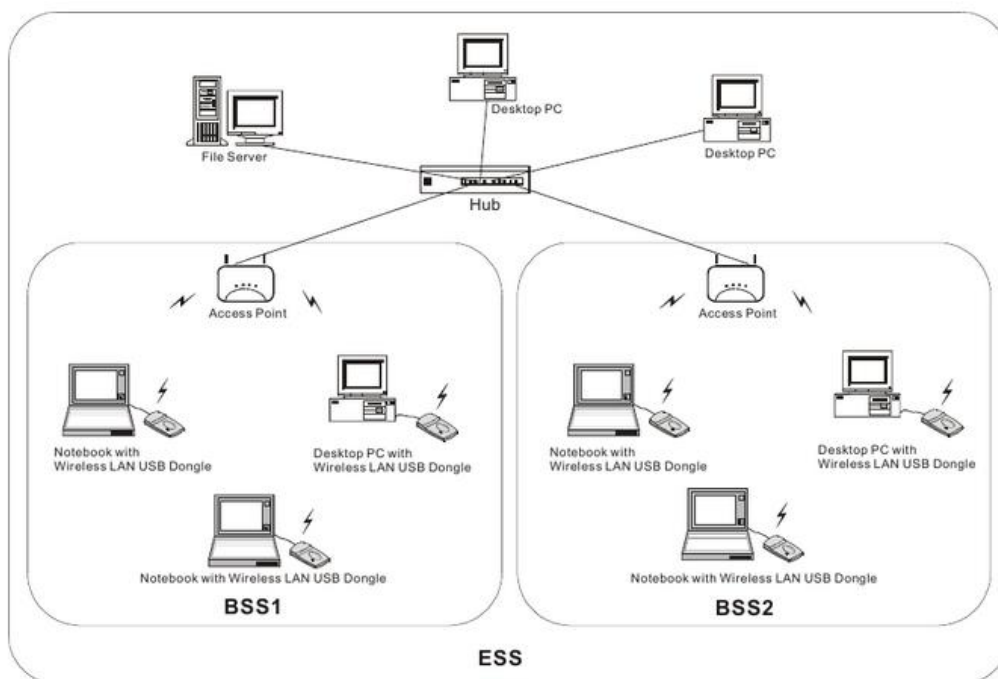 Desktop PC
File Server
Desktop PC
Hub
Access Point
Access Point
Notebook with
Wireless LAN USB Dongle
Desktop PC with
Wireless LAN USB Dongle
Notebook with Wireless LAN USB Dongle
BSS1
Notebook with
Wireless LAN USB Dongle
Desktop PC with
Wireless LAN USB Dongle
Notebook with Wireless LAN USB Dongle
BSS2
ESS